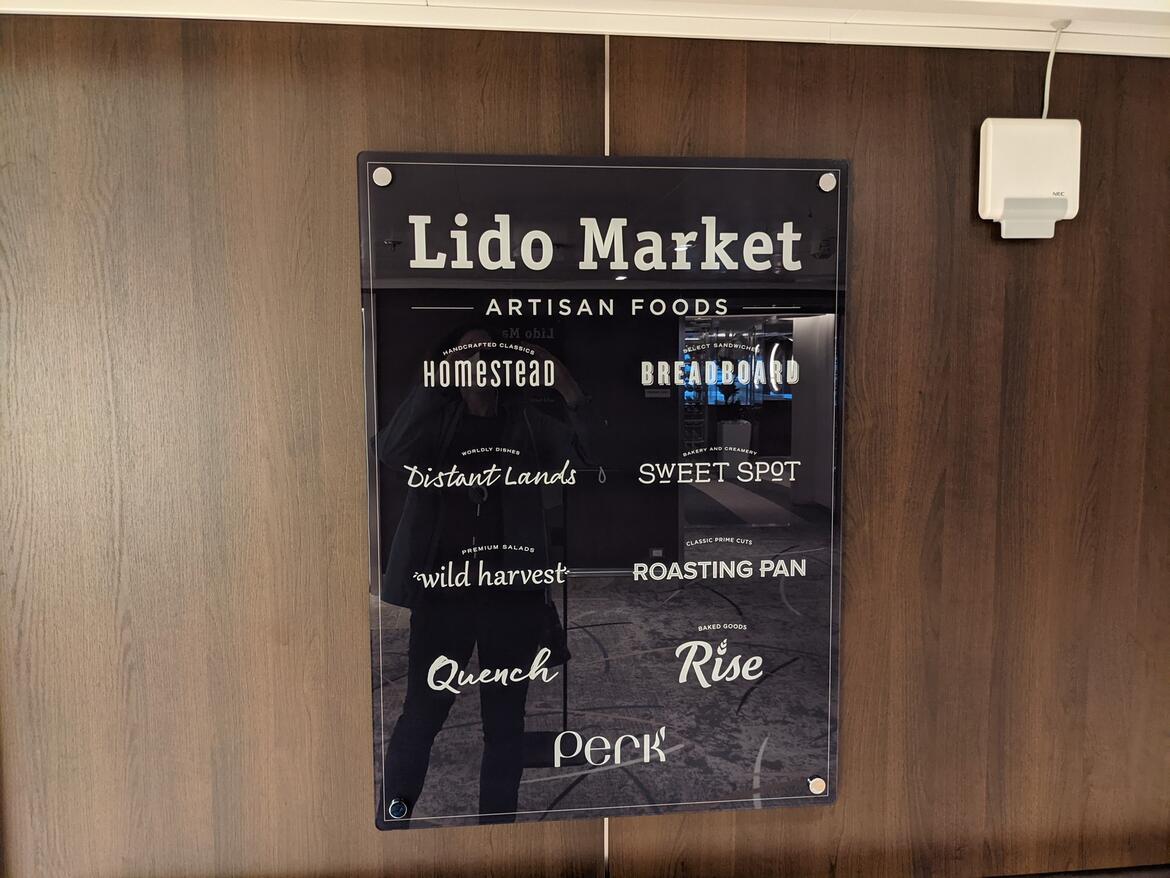 Lido Market
ARTISAN FOODS
HANDCRAFTED CLASSICS
HOMESTEAD
SELECT SANDWICHES
BREADBOARD
WORLDLY DISHES
Distant Lands
BAKERY AND CREAMERY
SWEET SPOT
PREMIUM SALADS
wild harvest
CLASSIC PRIME CUTS
ROASTING PAN
Quench
BAKED GOODS
Rise
Perk
NEC